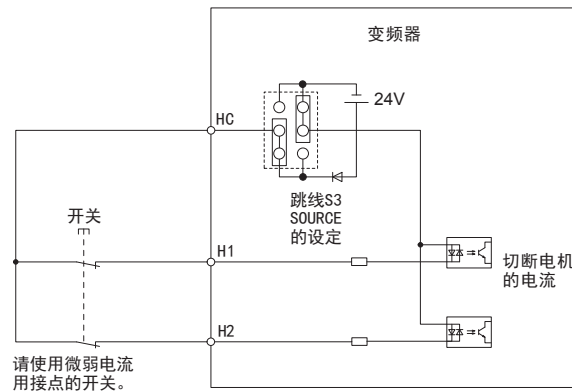 变频器
24V
HC
跳线S3
SOURCE
的设定
开关
H1
切断电机
的电流
H2
请使用微弱电流
用接点的开关。